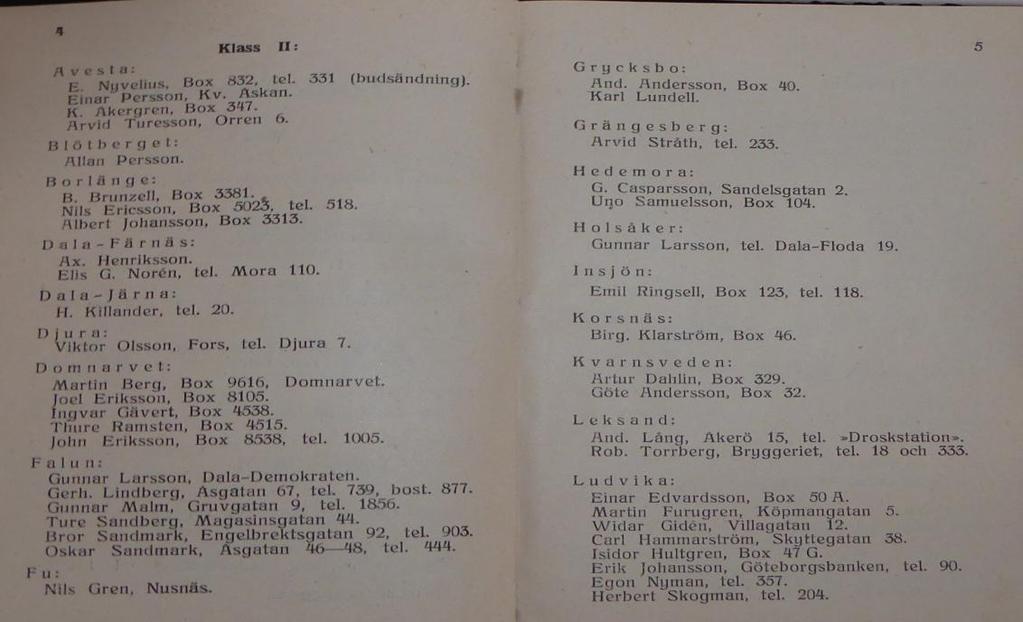 4
Klass II:
Avesta:
E. Nyvelius, Box 832, tel. 331 (budsändning).
Einar Persson, Kv. Askan.
K. Åkergren, Box 347.
Arvid Turesson, Orren 6.
Blötberget:
Allan Persson.
Borlänge:
B. Brunzell, Box 3381.
Nils Ericsson, Box 5023, tel. 518.
Albert Johansson, Box 3313.
Dala-Färnäs:
Ax. Henriksson.
Elis G. Norén, tel. Mora 110.
Dala-Järna:
H. Killander, tel. 20.
Djura:
Viktor Olsson, Fors, tel. Djura 7.
Domnarvet:
Martin Berg, Box 9616, Domnarvet.
Joel Eriksson, Box 8105.
Ingvar Gävert, Box 4538.
Thure Ramsten, Box 4515.
John Eriksson, Box 8538, tel. 1005.
Falun:
Gunnar Larsson, Dala-Demokraten.
Gerh. Lindberg, Åsgatan 67, tel. 739, bost. 877.
Gunnar Malm, Gruvgatan 9, tel. 1856.
Ture Sandberg, Magasinsgatan 44.
Bror Sandmark, Engelbrektsgatan 92, tel. 903.
Oskar Sandmark, Åsgatan 46—48, tel. 444.
Fu:
Nils Gren, Nusnäs.
5
Grycksbo:
And. Andersson, Box 40.
Karl Lundell.
Grängesberg:
Arvid Stråth, tel. 233.
Hedemora:
G. Casparsson, Sandelsgatan 2.
Ugo Samuelsson, Box 104.
Holsåker:
Gunnar Larsson, tel. Dala-Floda 19.
Insjön:
Emil Ringsell, Box 123, tel. 118.
Korsnäs:
Birg. Klarström, Box 46.
Kvarnsveden:
Artur Dahlin, Box 329.
Göte Andersson, Box 32.
Leksand:
And. Lång, Åkerö 15, tel. »Droskstation».
Rob. Torrberg, Bryggeriet, tel. 18 och 333.
Ludvika:
Einar Edvardsson, Box 50 A.
Martin Furugren, Köpmangatan 5.
Widar Gidén, Villagatan 12.
Carl Hammarström, Skyttegatan 38.
Isidor Hultgren, Box 47 G.
Erik Johansson, Göteborgsbanken, tel. 90.
Egon Nyman, tel. 357.
Herbert Skogman, tel. 204.